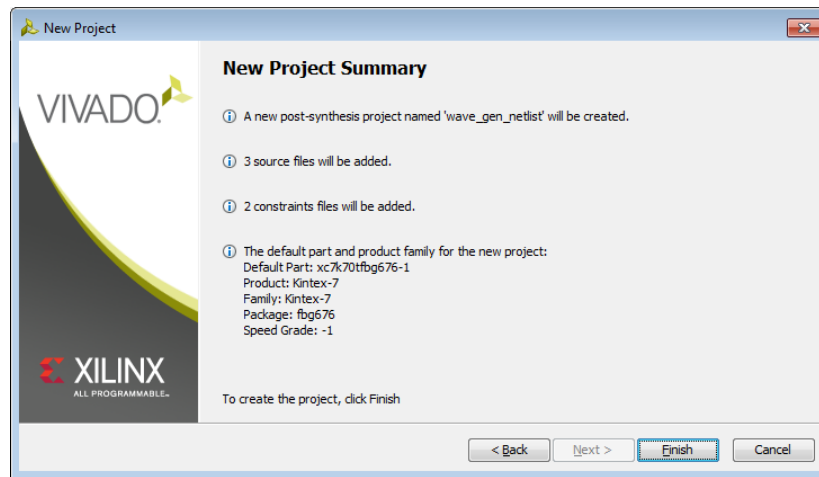 New Project
New Project Summary
VIVADO.
A new post-synthesis project named 'wave_gen_netlist' will be created.
3 source files will be added.
2 constraints files will be added.
The default part and product family for the new project:
Default Part: xc7k70tfbg676-1
Product: Kintex-7
Family: Kintex-7
Package: fbg676
Speed Grade: -1
XILINX
ALL PROGRAMMABLE™
To create the project, click Finish
< Back Next > Finish Cancel